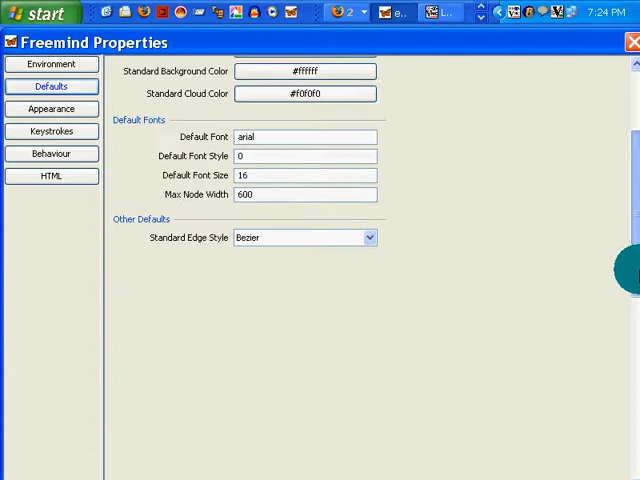 start
2
e..
L..
7:24 PM
Freemind Properties
Environment
Defaults
Appearance
Keystrokes
Behaviour
HTML
Standard Background Color #ffffff
Standard Cloud Color #f0f0f0
Default Fonts
Default Font arial
Default Font Style 0
Default Font Size 16
Max Node Width 600
Other Defaults
Standard Edge Style Bezier